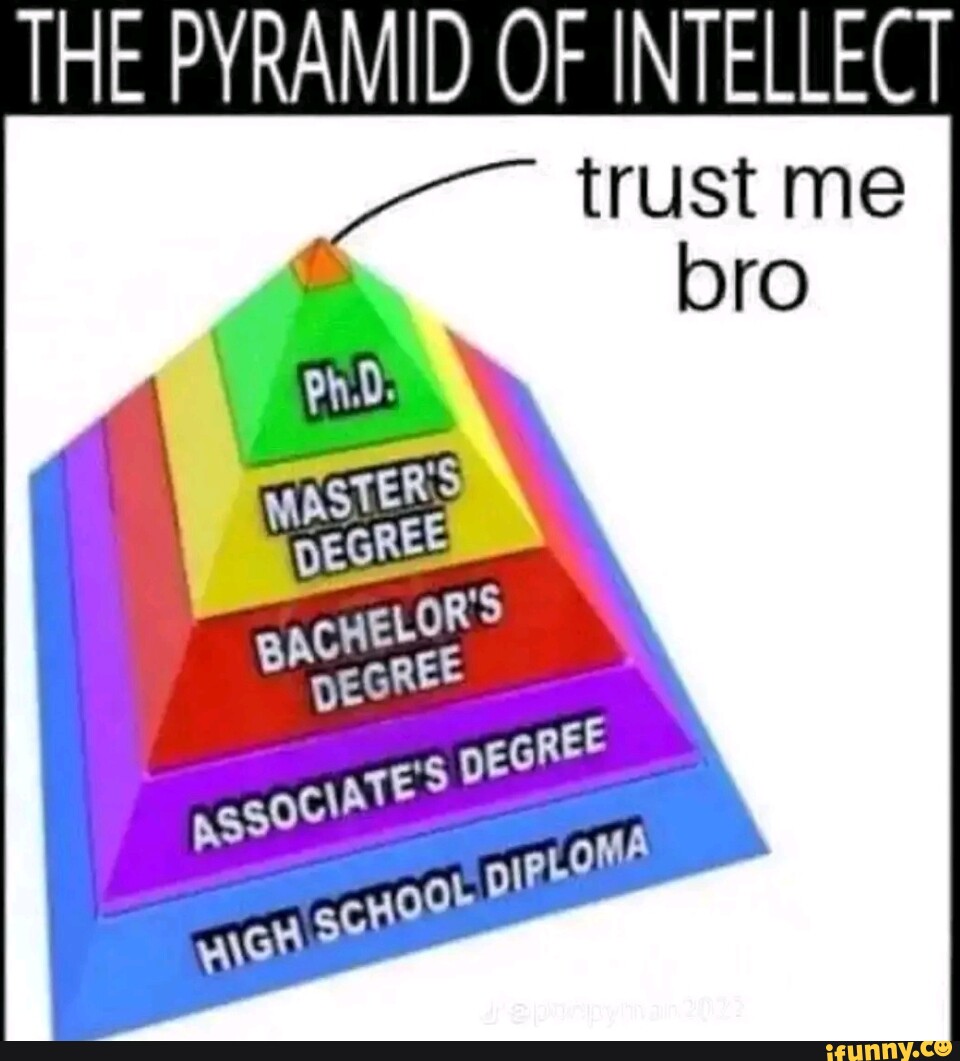 THE PYRAMID OF INTELLECT
trust me
bro
Ph.D.
MASTER'S
DEGREE
BACHELOR'S
DEGREE
ASSOCIATE'S DEGREE
HIGH SCHOOL DIPLOMA
ifunny.co